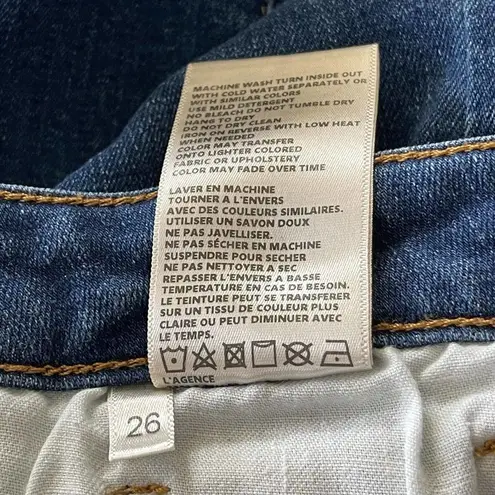 MACHINE WASH TURN INSIDE OUT
WITH COLD WATER SEPARATELY OR
WITH SIMILAR COLORS
USE MILD DETERGENT
NO BLEACH DO NOT TUMBLE DRY
HANG TO DRY
DO NOT DRY CLEAN
IRON ON REVERSE WITH LOW HEAT
WHEN NEEDED
COLOR MAY TRANSFER
ONTO LIGHTER COLORED
FABRIC OR UPHOLSTERY
COLOR MAY FADE OVER TIME
LAVER EN MACHINE
TOURNER A L'ENVERS
AVEC DES COULEURS SIMILAIRES.
UTILISER UN SAVON DOUX
NE PAS JAVELLISER.
NE PAS SÉCHER EN MACHINE
SUSPENDRE POUR SECHER
NE PAS NETTOYER A SEC
REPASSER L'ENVERS A BASSE
TEMPERATURE EN CAS DE BESOIN.
LE TEINTURE PEUT SE TRANSFERER
SUR UN TISSU DE COULEUR PLUS
CLAIRE OU PEUT DIMINUER AVEC
LE TEMPS.
L'AGENCE
26